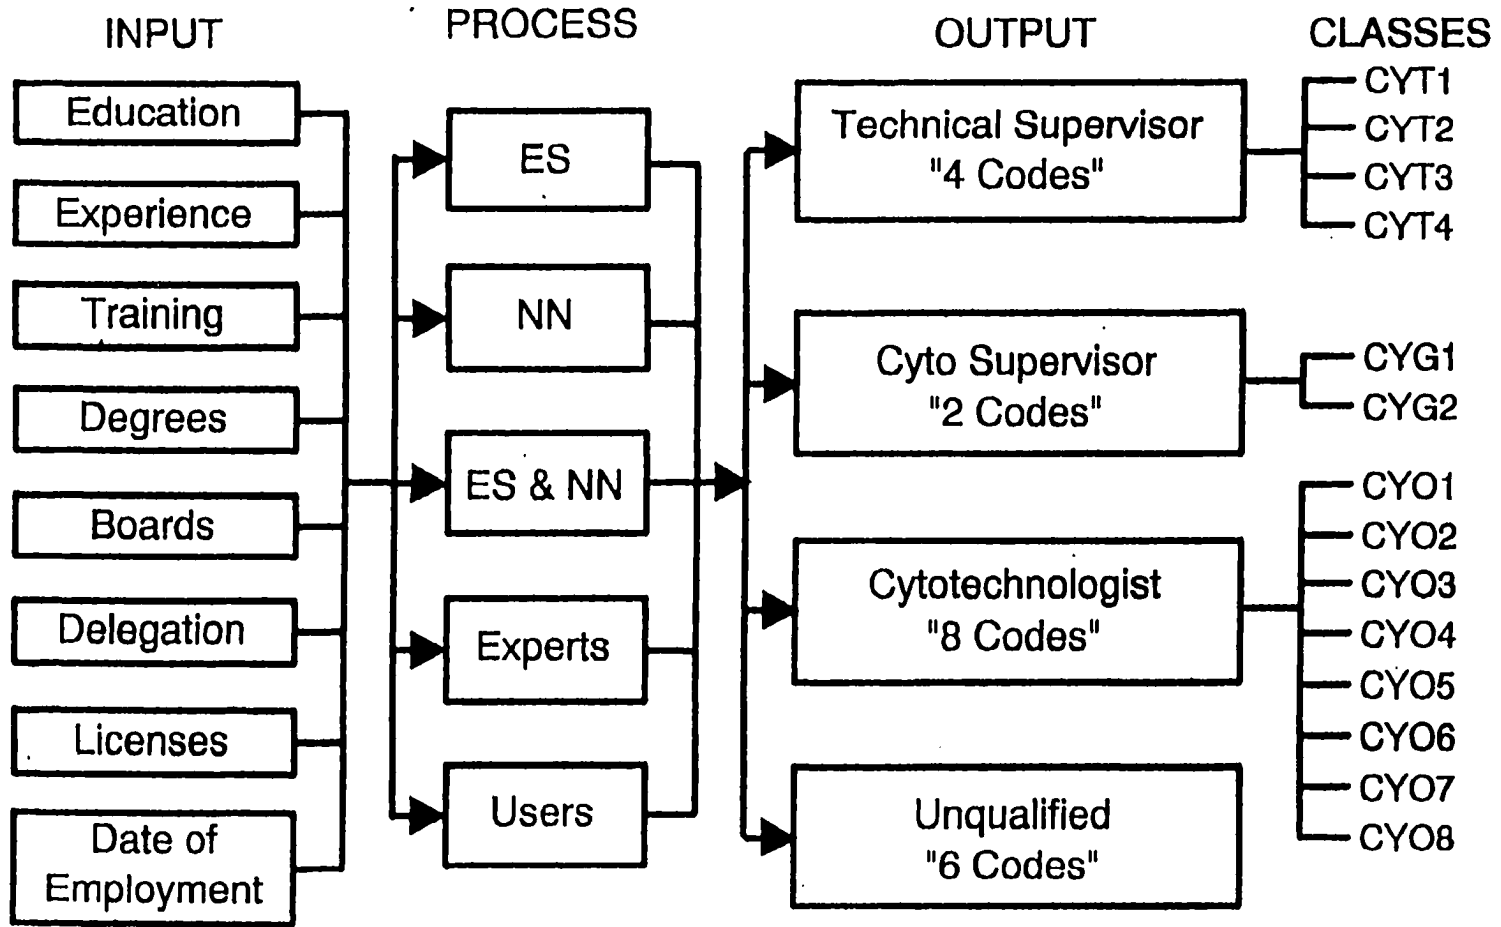 INPUT
PROCESS
OUTPUT
CLASSES
Education
Experience
Training
Degrees
Boards
Delegation
Licenses
Date of
Employment
ES
NN
ES & NN
Experts
Users
Technical Supervisor
"4 Codes"
Cyto Supervisor
"2 Codes"
Cytotechnologist
"8 Codes"
Unqualified
"6 Codes"
CYT1
CYT2
CYT3
CYT4
CYG1
CYG2
CYO1
CYO2
CYO3
CYO4
CYO5
CYO6
CYO7
CYO8